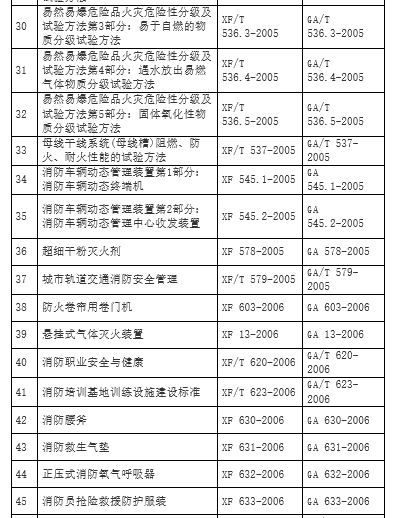 30
易然易爆危险品火灾危险性分级及
试验方法第3部分：易于自燃的物
质分级试验方法
XF/T
536.3-2005
GA/T
536.3-2005
31
易然易爆危险品火灾危险性分级及
试验方法第4部分：遇水放出易燃
气体物质分级试验方法
XF/T
536.4-2005
GA/T
536.4-2005
32
易然易爆危险品火灾危险性分级及
试验方法第5部分：固体氧化性物
质分级试验方法
XF/T
536.5-2005
GA/T
536.5-2005
33
母线干线系统(母线槽)阻燃、防
火、耐火性能的试验方法
XF/T 537-2005
GA/T 537-
2005
34
消防车辆动态管理装置第1部分：
消防车辆动态终端机
XF 545.1-2005
GA
545.1-2005
35
消防车辆动态管理装置第2部分：
消防车辆动态管理中心收发装置
XF 545.2-2005
GA
545.2-2005
36
超细干粉灭火剂
XF 578-2005
GA 578-2005
37
城市轨道交通消防安全管理
XF/T 579-2005
GA/T 579-
2005
38
防火卷帘用卷门机
XF 603-2006
GA 603-2006
39
悬挂式气体灭火装置
XF 13-2006
GA 13-2006
40
消防职业安全与健康
XF/T 620-2006
GA/T 620-
2006
41
消防培训基地训练设施建设标准
XF/T 623-2006
GA/T 623-
2006
42
消防腰斧
XF 630-2006
GA 630-2006
43
消防救生气垫
XF 631-2006
GA 631-2006
44
正压式消防氧气呼吸器
XF 632-2006
GA 632-2006
45
消防员抢险救援防护服装
XF 633-2006
GA 633-2006